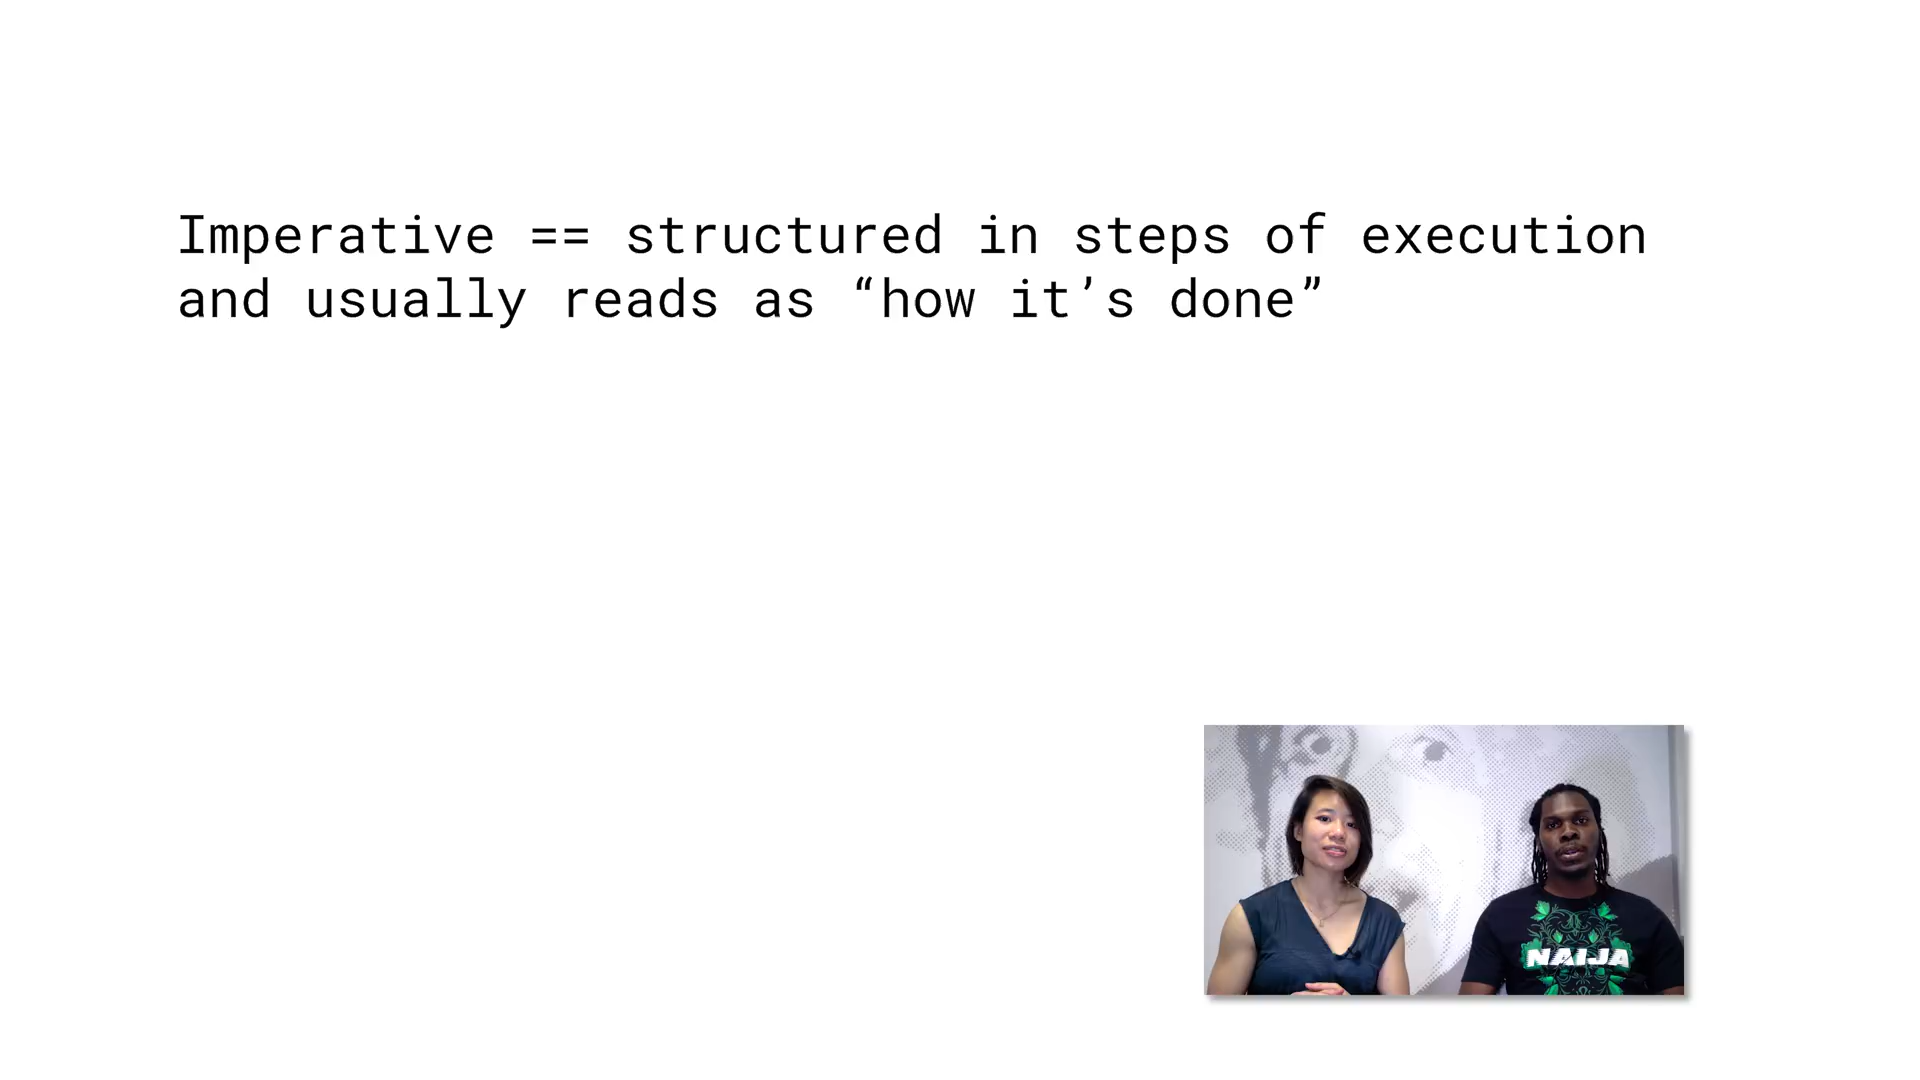 Imperative == structured in steps of execution
and usually reads as “how it’s done”
NAIJA